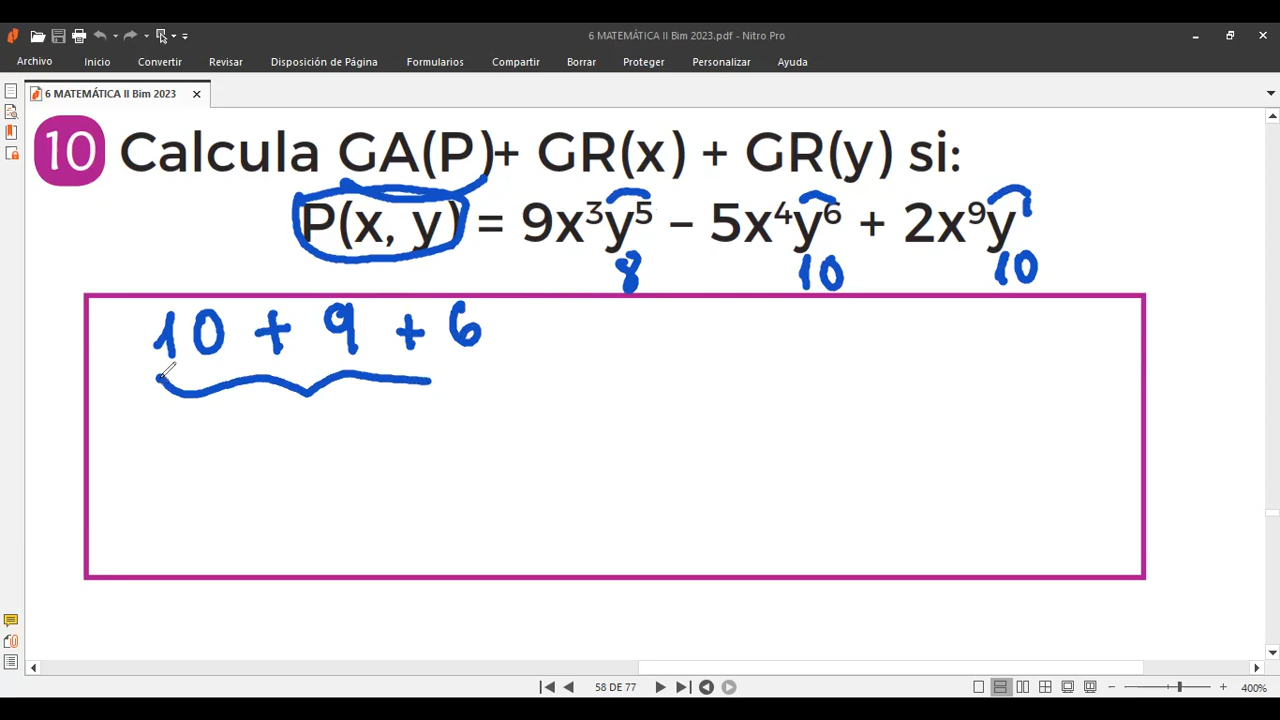 6 MATEMÁTICA II Bim 2023.pdf - Nitro Pro
Archivo Inicio Convertir Revisar Disposición de Página Formularios Compartir Borrar Proteger Personalizar Ayuda
6 MATEMÁTICA II Bim 2023
10 Calcula GA(P)+ GR(x) + GR(y) si:
P(x, y) = 9x³y⁵ – 5x⁴y⁶ + 2x⁹y
1
8 10 10
10 + 9 + 6
58 DE 77
400%